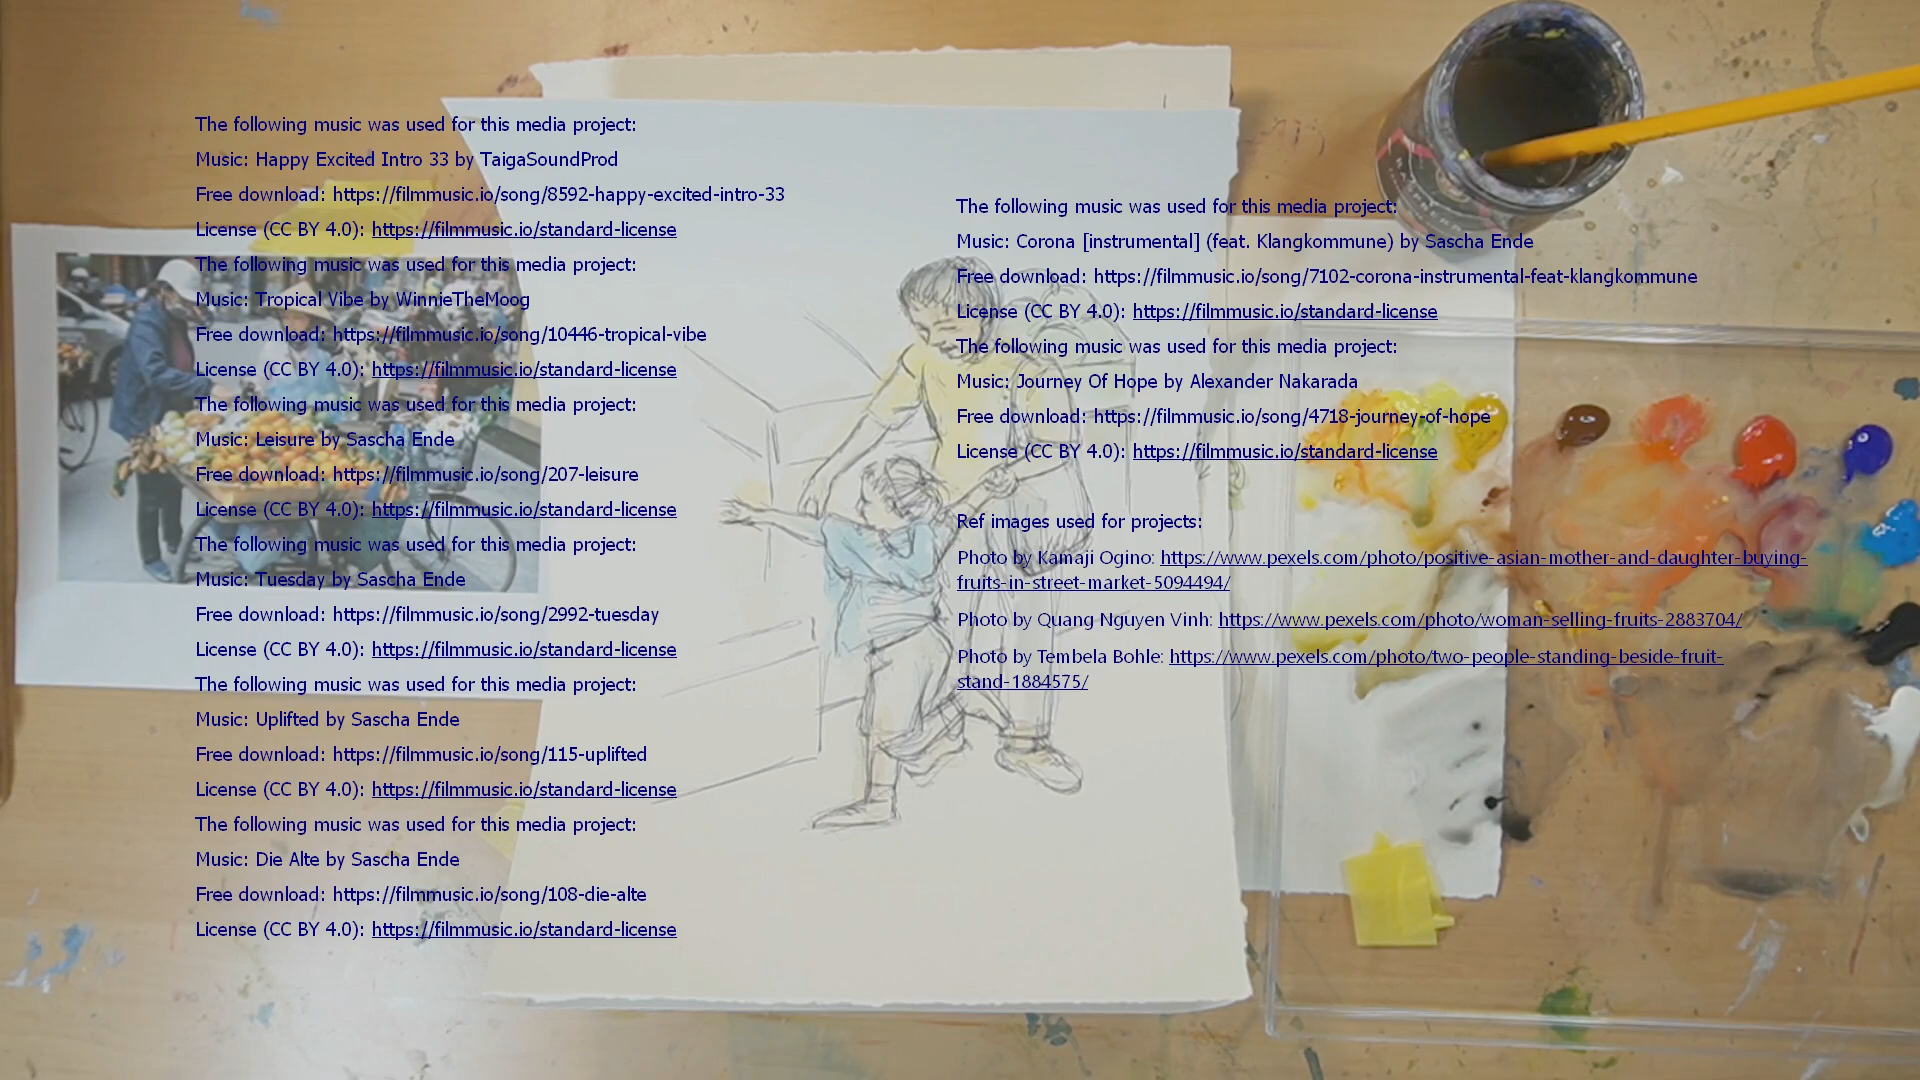 The following music was used for this media project:
Music: Happy Excited Intro 33 by TaigaSoundProd
Free download: https://filmmusic.io/song/8592-happy-excited-intro-33
License (CC BY 4.0): https://filmmusic.io/standard-license
The following music was used for this media project:
Music: Tropical Vibe by WinnieTheMoog
Free download: https://filmmusic.io/song/10446-tropical-vibe
License (CC BY 4.0): https://filmmusic.io/standard-license
The following music was used for this media project:
Music: Leisure by Sascha Ende
Free download: https://filmmusic.io/song/207-leisure
License (CC BY 4.0): https://filmmusic.io/standard-license
The following music was used for this media project:
Music: Tuesday by Sascha Ende
Free download: https://filmmusic.io/song/2992-tuesday
License (CC BY 4.0): https://filmmusic.io/standard-license
The following music was used for this media project:
Music: Uplifted by Sascha Ende
Free download: https://filmmusic.io/song/115-uplifted
License (CC BY 4.0): https://filmmusic.io/standard-license
The following music was used for this media project:
Music: Die Alte by Sascha Ende
Free download: https://filmmusic.io/song/108-die-alte
License (CC BY 4.0): https://filmmusic.io/standard-license
The following music was used for this media project:
Music: Corona [instrumental] (feat. Klangkommune) by Sascha Ende
Free download: https://filmmusic.io/song/7102-corona-instrumental-feat-klangkommune
License (CC BY 4.0): https://filmmusic.io/standard-license
The following music was used for this media project:
Music: Journey Of Hope by Alexander Nakarada
Free download: https://filmmusic.io/song/4718-journey-of-hope
License (CC BY 4.0): https://filmmusic.io/standard-license
Ref images used for projects:
Photo by Kamaji Ogino: https://www.pexels.com/photo/positive-asian-mother-and-daughter-buying-
fruits-in-street-market-5094494/
Photo by Quang Nguyen Vinh: https://www.pexels.com/photo/woman-selling-fruits-2883704/
Photo by Tembela Bohle: https://www.pexels.com/photo/two-people-standing-beside-fruit-
stand-1884575/